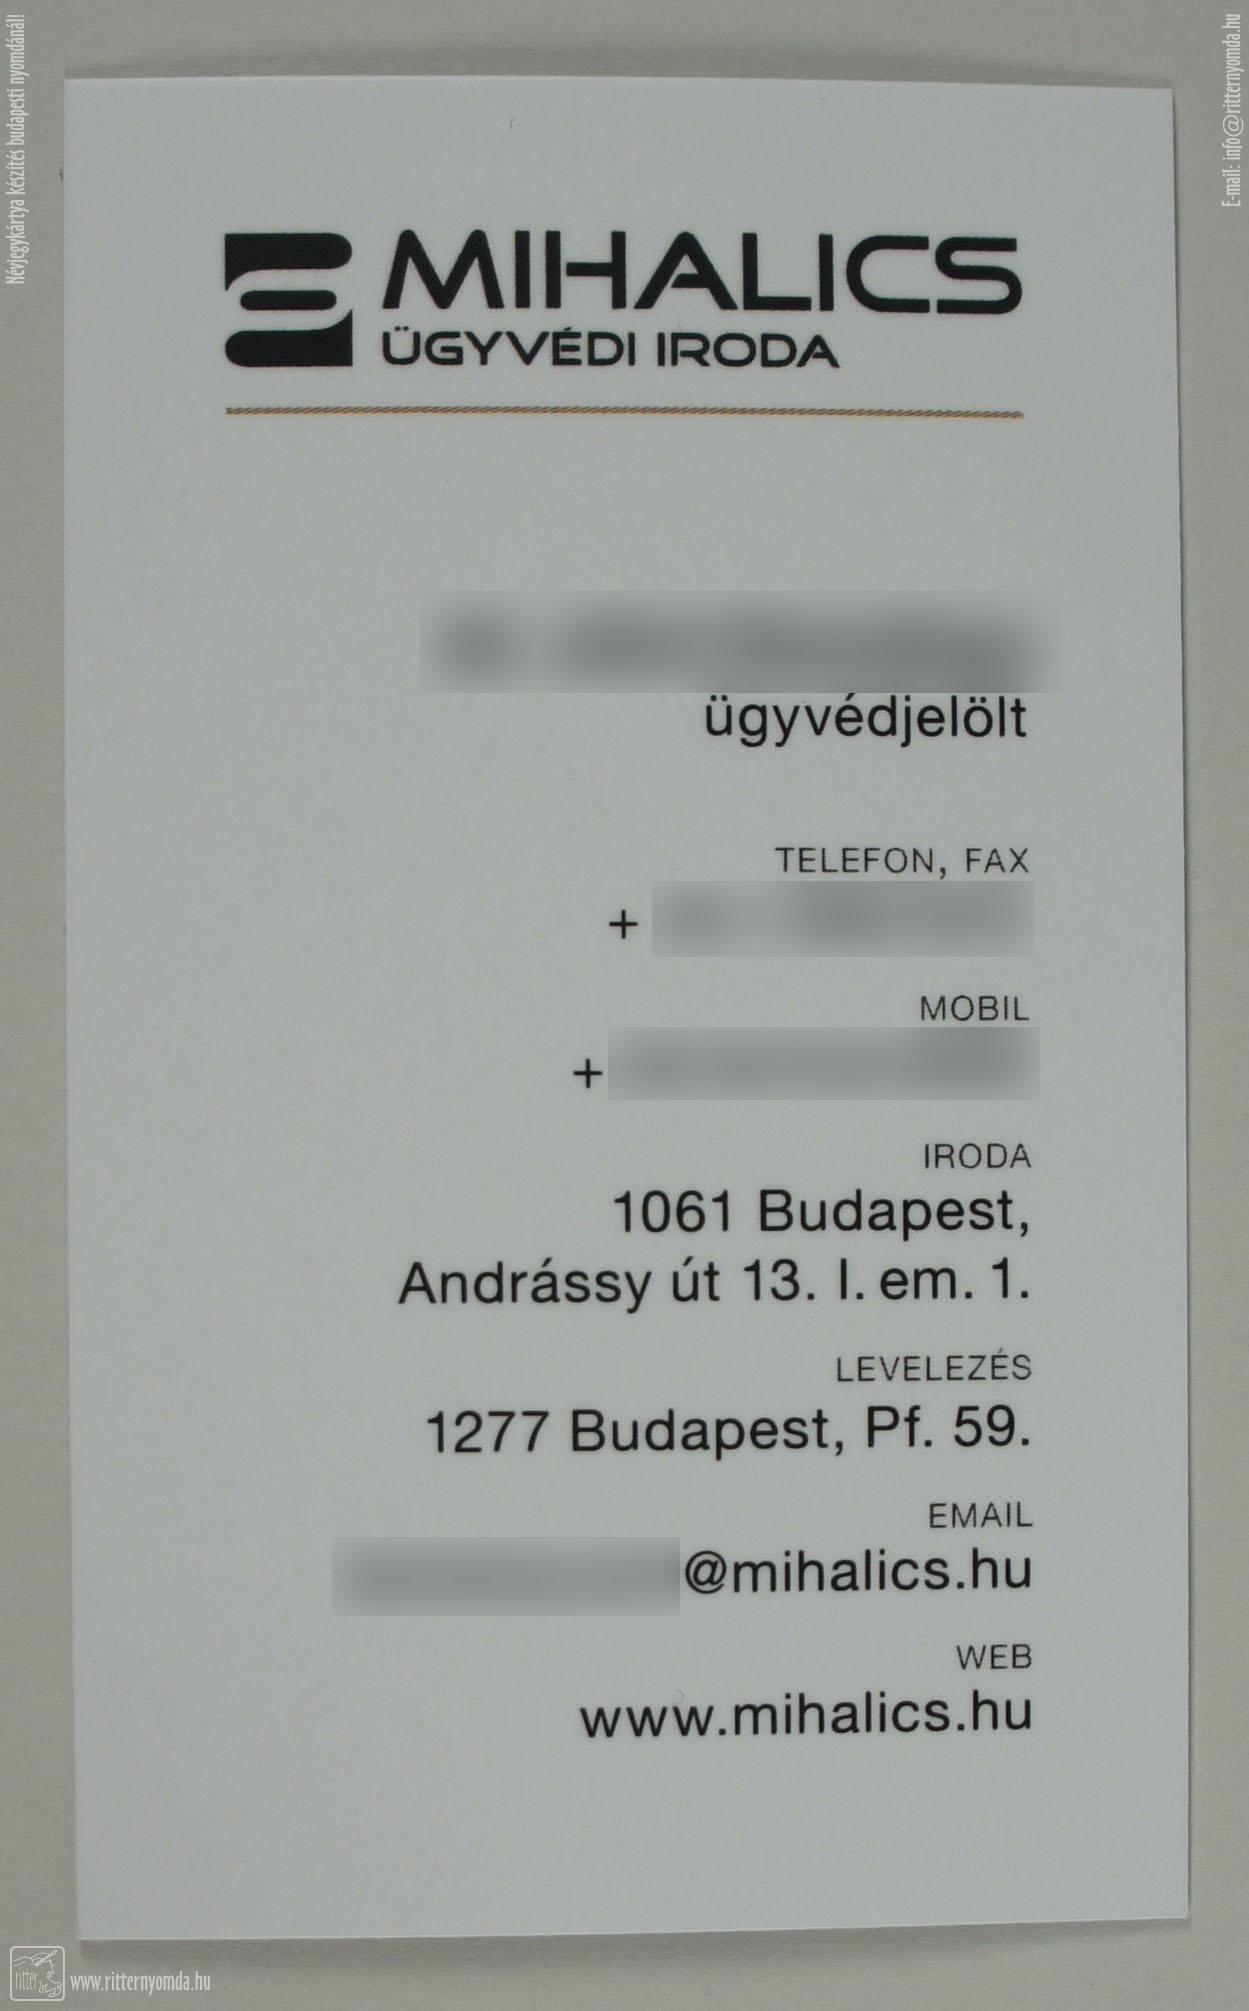 Névjegykártya készítés budapesti nyomdánál!
E-mail: info@ritternyomda.hu
MIHALICS
ÜGYVÉDI IRODA
ügyvédjelölt
TELEFON, FAX
+
MOBIL
+
IRODA
1061 Budapest,
Andrássy út 13. I. em. 1.
LEVELEZÉS
1277 Budapest, Pf. 59.
EMAIL
@mihalics.hu
WEB
www.mihalics.hu
ritter
www.ritternyomda.hu